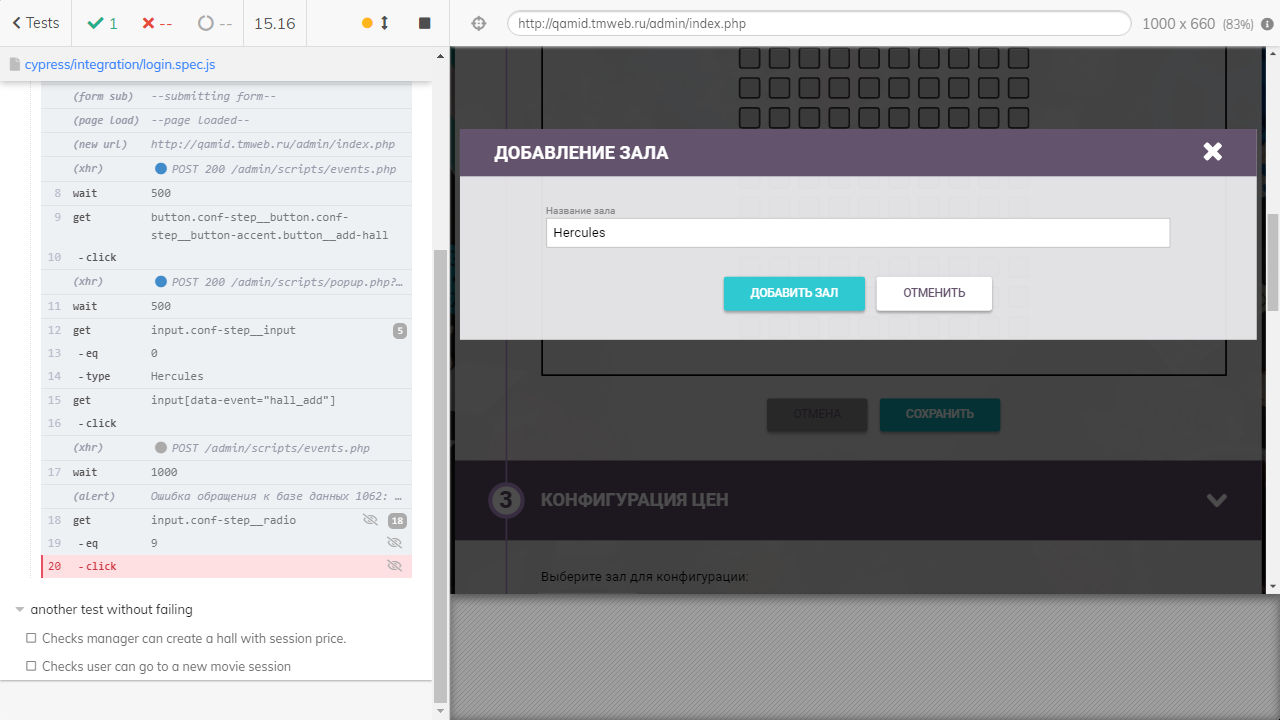 Tests
1
--
--
15.16
http://qamid.tmweb.ru/admin/index.php
1000 x 660 (83%)
cypress/integration/login.spec.js
(form sub) --submitting form--
(page load) --page loaded--
(new url) http://qamid.tmweb.ru/admin/index.php
(xhr) POST 200 /admin/scripts/events.php
8 wait 500
9 get button.conf-step__button.conf-
step__button-accent.button__add-hall
10 -click
(xhr) POST 200 /admin/scripts/popup.php?…
11 wait 500
12 get input.conf-step__input 5
13 -eq 0
14 -type Hercules
15 get input[data-event="hall_add"]
16 -click
(xhr) POST /admin/scripts/events.php
17 wait 1000
(alert) Ошибка обращения к базе данных 1062: …
18 get input.conf-step__radio 18
19 -eq 9
20 -click
another test without failing
Checks manager can create a hall with session price.
Checks user can go to a new movie session
ДОБАВЛЕНИЕ ЗАЛА
Название зала
Hercules
ДОБАВИТЬ ЗАЛ
ОТМЕНИТЬ
ОТМЕНА
СОХРАНИТЬ
3
КОНФИГУРАЦИЯ ЦЕН
Выберите зал для конфигурации: